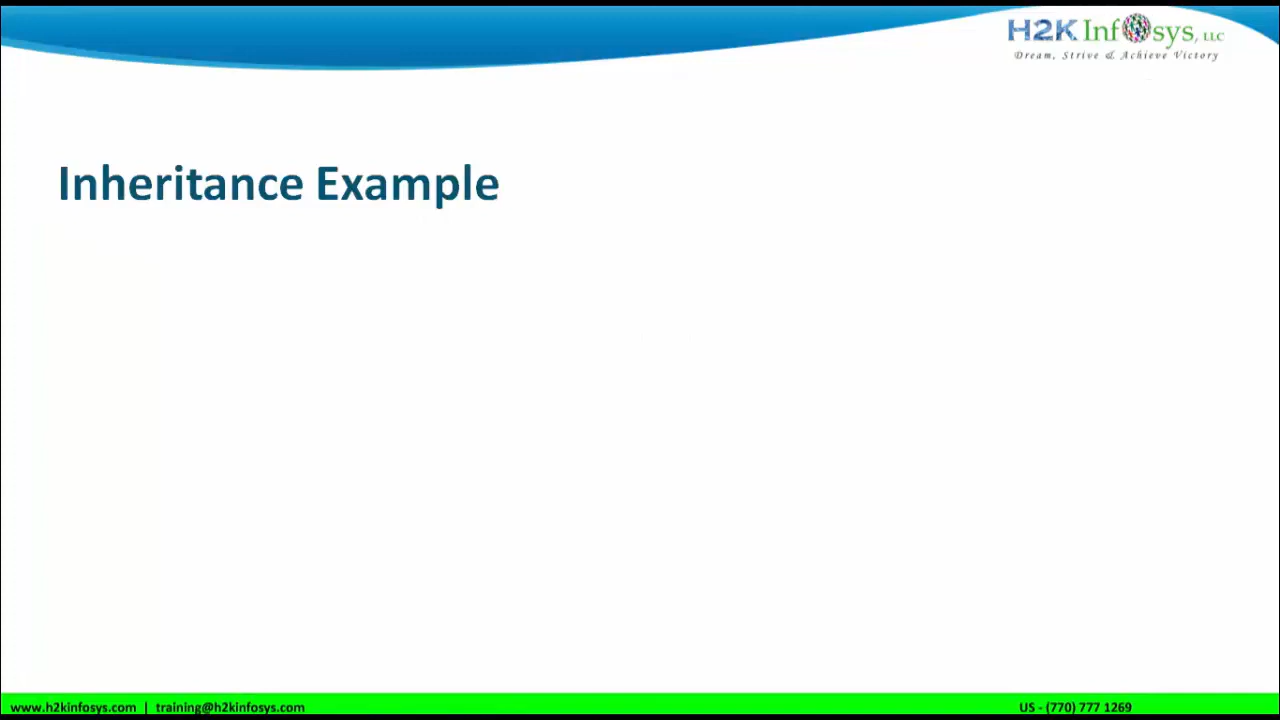 H2K Infosys, LLC
Dream, Strive & Achieve Victory
Inheritance Example
www.h2kinfosys.com | training@h2kinfosys.com
US - (770) 777 1269